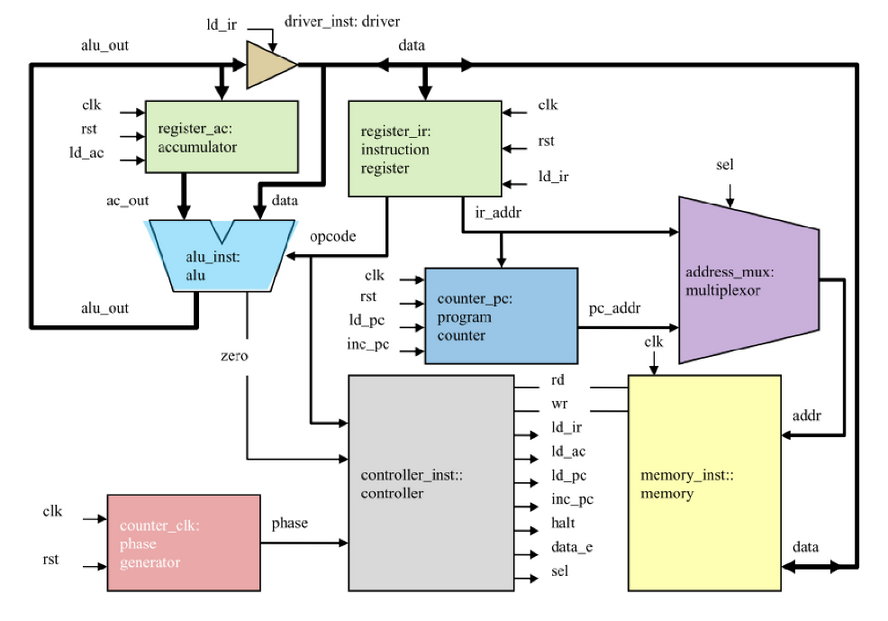 ld_ir
driver_inst: driver
alu_out
data
clk
rst
ld_ac
register_ac:
accumulator
register_ir:
instruction
register
clk
rst
ld_ir
sel
ac_out
data
ir_addr
opcode
alu_inst:
alu
clk
rst
ld_pc
inc_pc
counter_pc:
program
counter
pc_addr
address_mux:
multiplexor
alu_out
zero
clk
rd
wr
ld_ir
ld_ac
ld_pc
inc_pc
halt
data_e
sel
addr
controller_inst::
controller
memory_inst::
memory
clk
rst
counter_clk:
phase
generator
phase
data